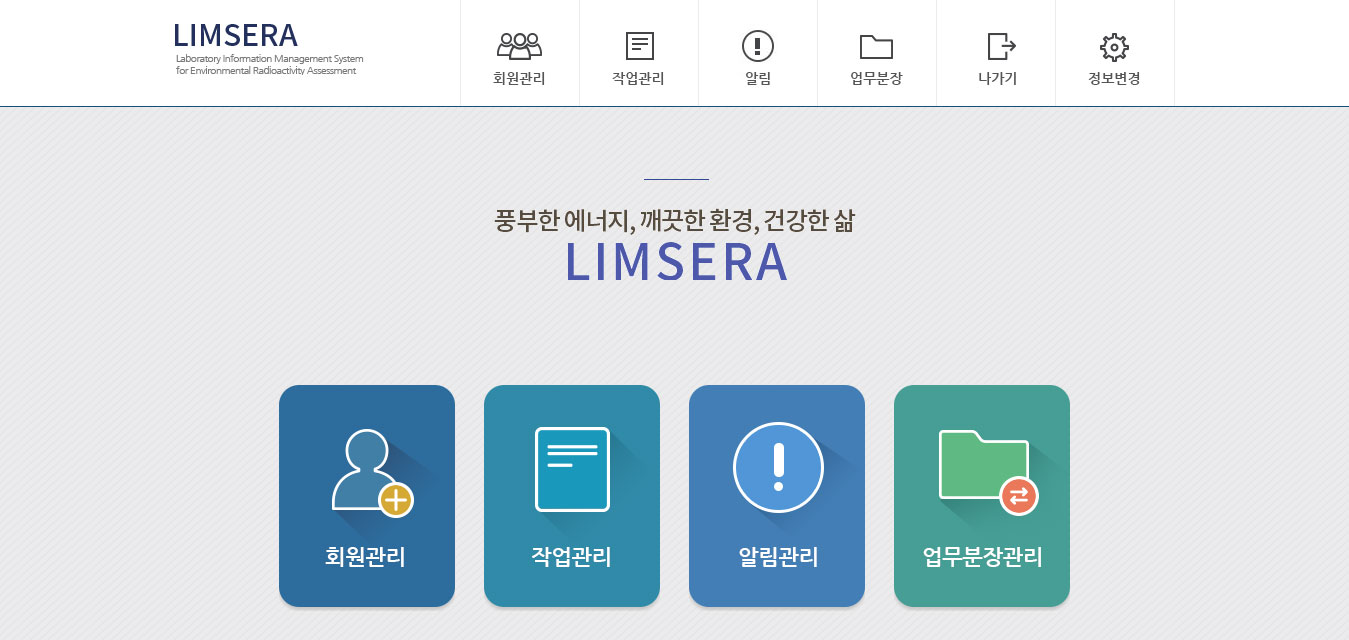 LIMSERA
Laboratory Information Management System
for Environmental Radioactivity Assessment
회원관리
작업관리
알림
업무분장
나가기
정보변경
풍부한 에너지, 깨끗한 환경, 건강한 삶
LIMSERA
회원관리
작업관리
알림관리
업무분장관리